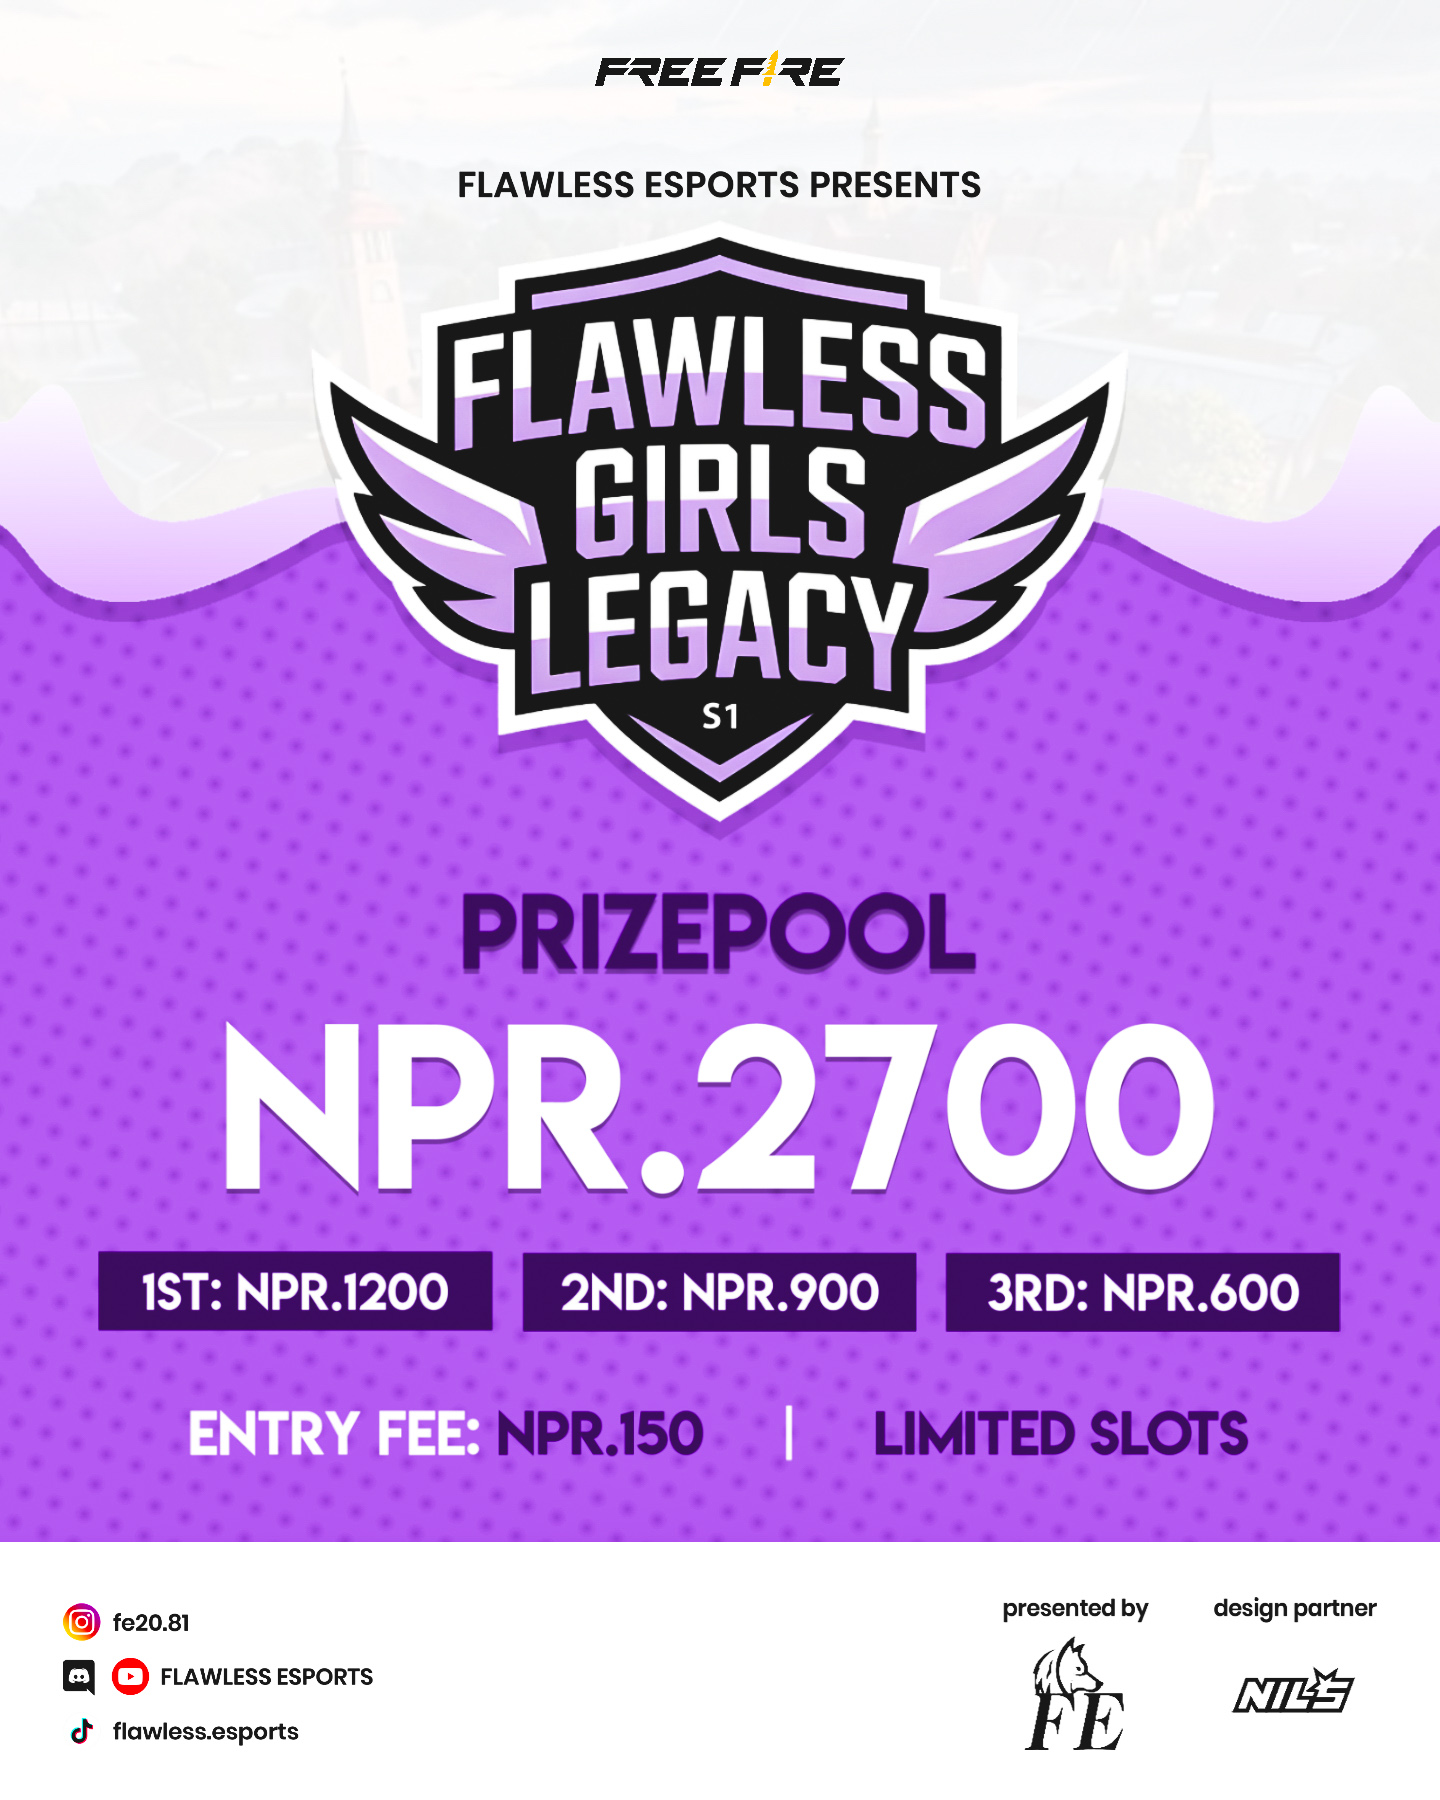 FREE FIRE
FLAWLESS ESPORTS PRESENTS
FLAWLESS
GIRLS
LEGACY
S1
PRIZEPOOL
NPR.2700
1ST: NPR.1200
2ND: NPR.900
3RD: NPR.600
ENTRY FEE: NPR.150 | LIMITED SLOTS
fe20.81
FLAWLESS ESPORTS
flawless.esports
presented by
FE
design partner
NILS